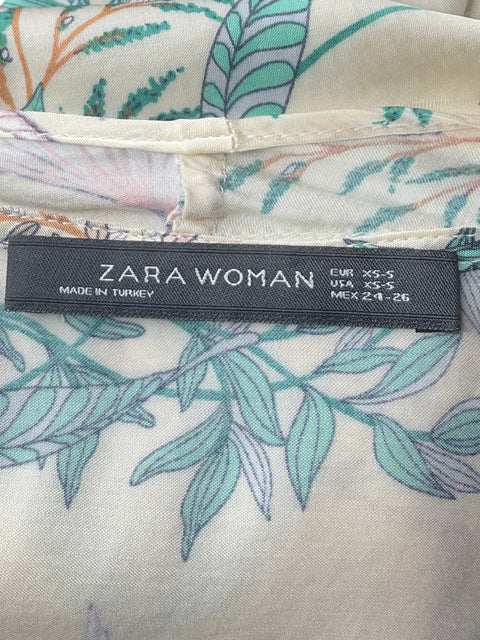 ZARA WOMAN
MADE IN TURKEY
EUR XS-S
USA XS-S
MEX 24-26